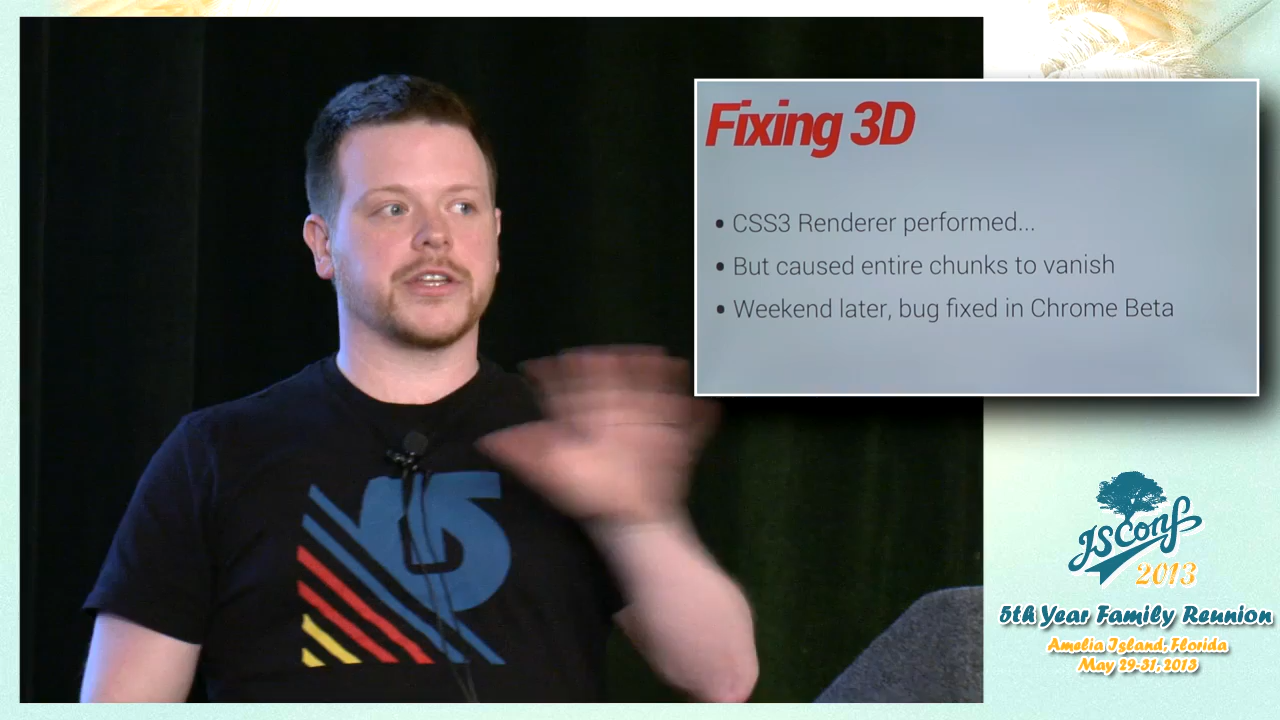 Fixing 3D
• CSS3 Renderer performed...
• But caused entire chunks to vanish
• Weekend later, bug fixed in Chrome Beta
JSConf
2013
5th Year Family Reunion
Amelia Island, Florida
May 29-31, 2013